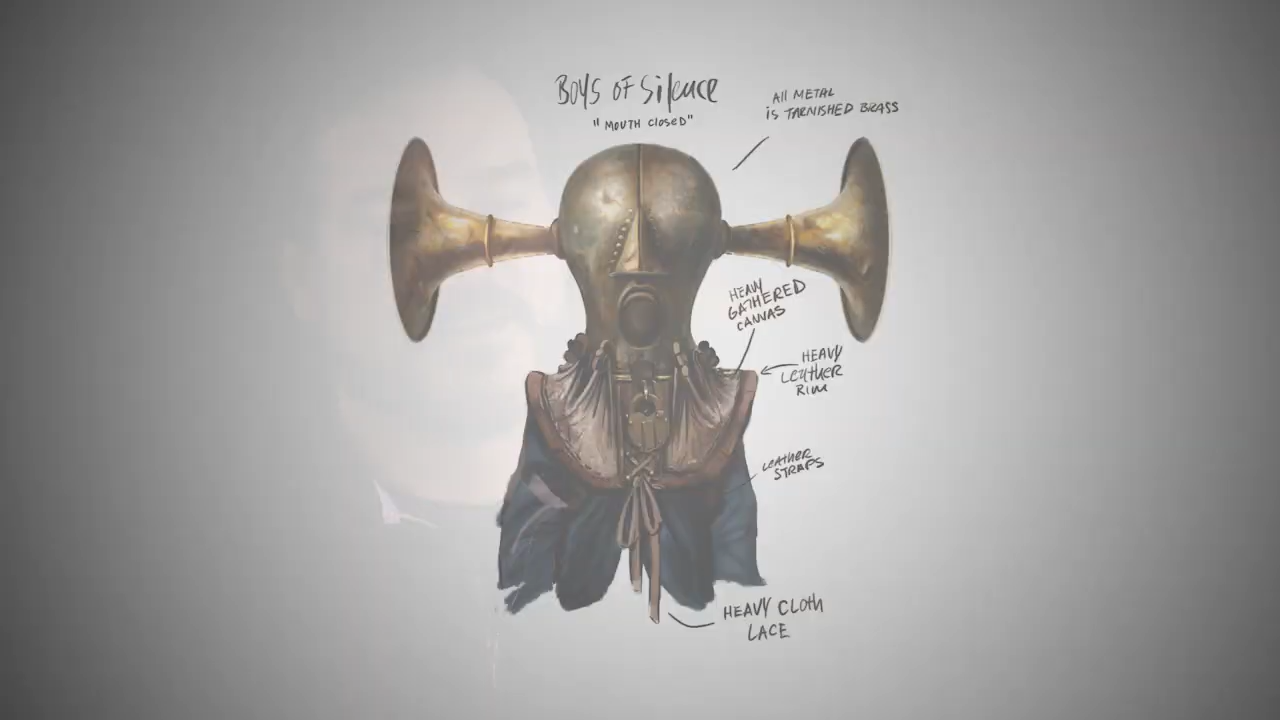 BOYS OF Silence
"MOUTH CLOSED"
All METAL
is TARNISHED BRASS
HEAVY
GATHERED
CANVAS
HEAVY
LEATHER
RIM
LEATHER
STRAPS
HEAVY CLOTH
LACE